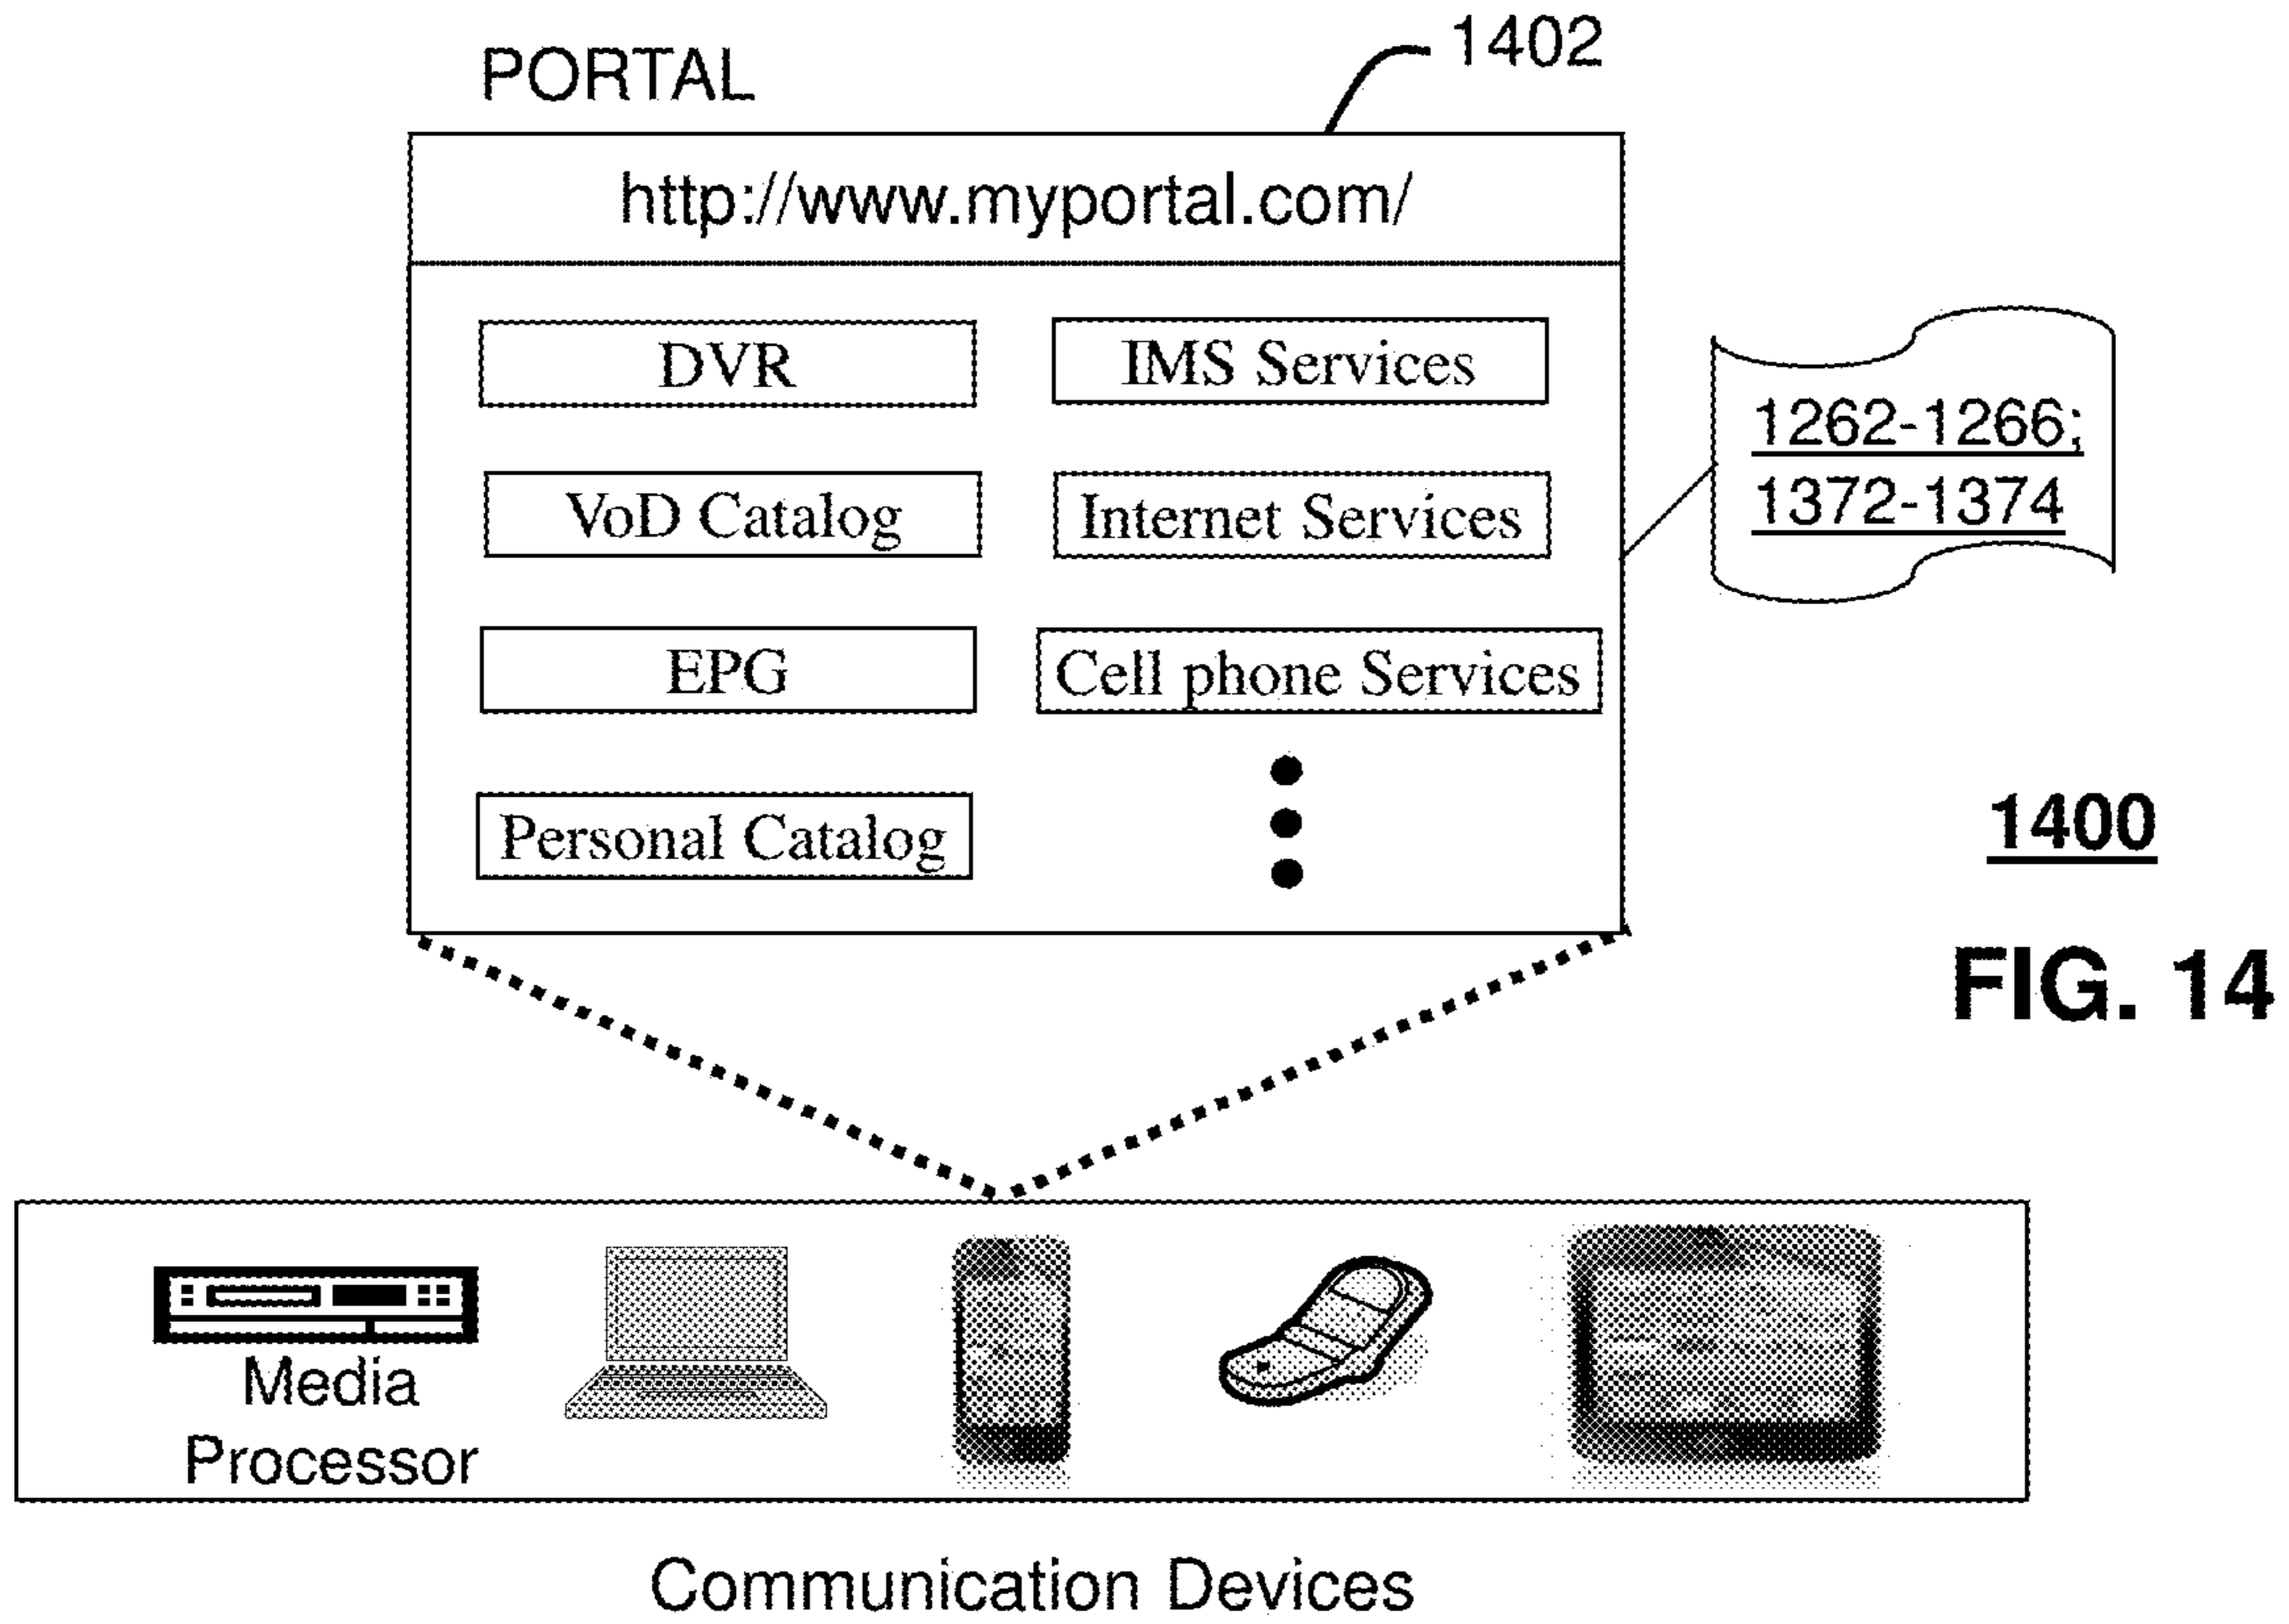 PORTAL
1402
http://www.myportal.com/
DVR
IMS Services
VoD Catalog
Internet Services
EPG
Cell phone Services
Personal Catalog
1262-1266;
1372-1374
1400
FIG. 14
Media
Processor
Communication Devices